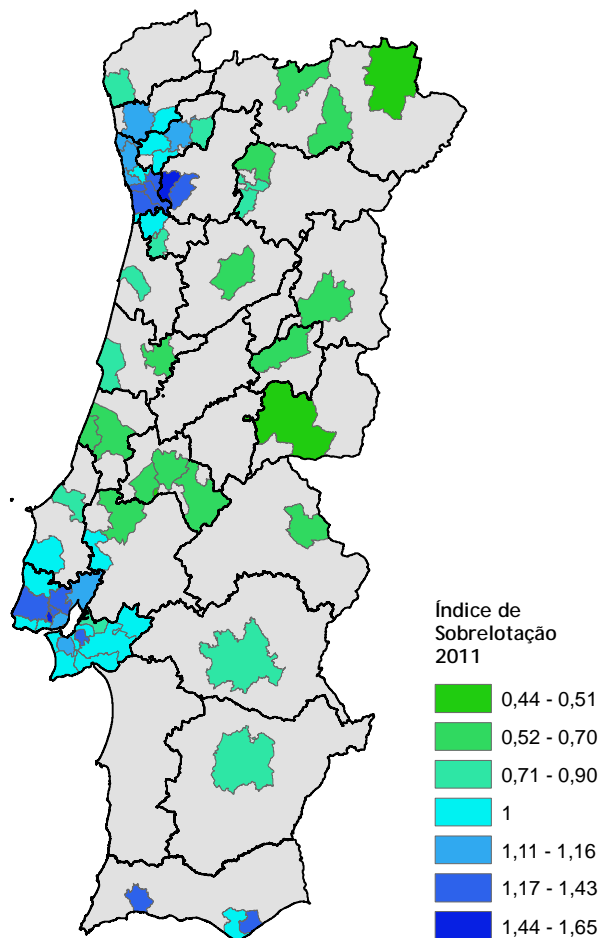 Índice de
Sobrelotação
2011
0,44 - 0,51
0,52 - 0,70
0,71 - 0,90
1
1,11 - 1,16
1,17 - 1,43
1,44 - 1,65